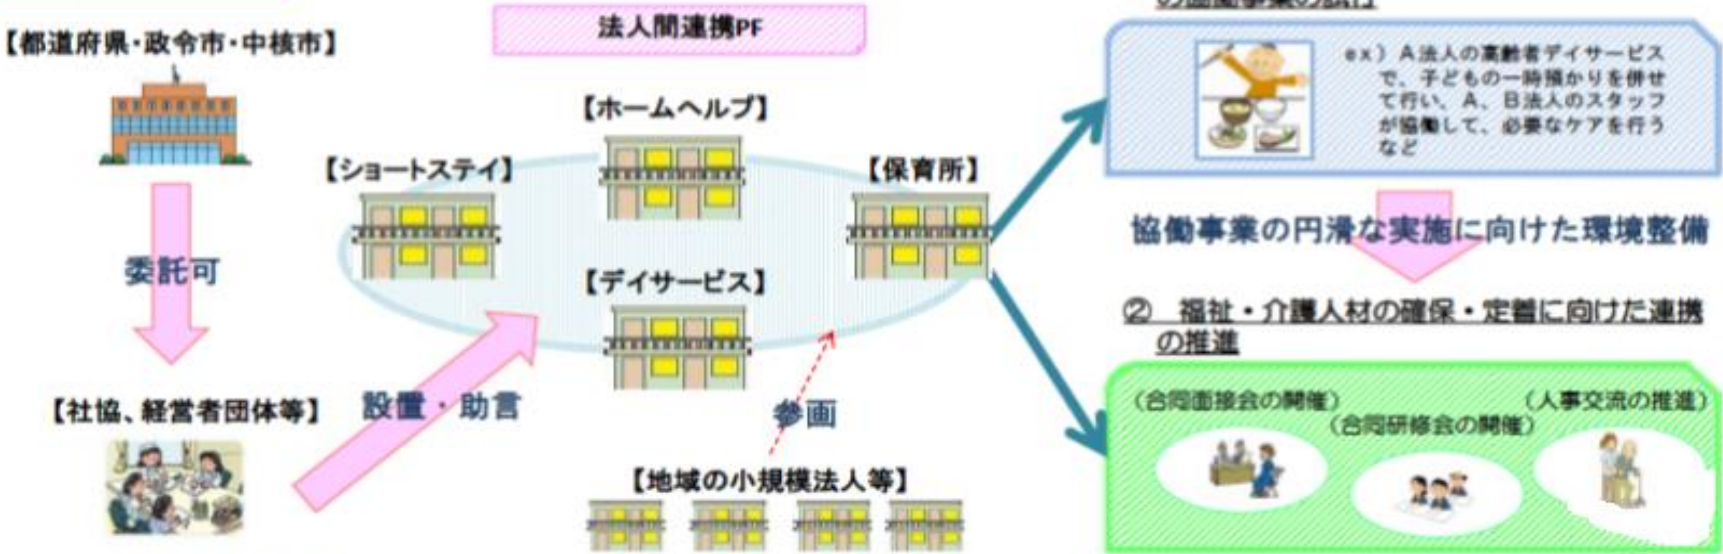 【都道府県・政令市・中核市】
委託可
【社協、経営者団体等】
設置・助言
法人間連携PF
【ホームヘルプ】
【ショートステイ】
【保育所】
【デイサービス】
参画
【地域の小規模法人等】
の協働事業の試行
ex）A法人の高齢者デイサービス
で、子どもの一時預かりを併せ
て行い、A、B法人のスタッフ
が協働して、必要なケアを行う
など
協働事業の円滑な実施に向けた環境整備
② 福祉・介護人材の確保・定着に向けた連携
の推進
（合同面接会の開催）
（人事交流の推進）
（合同研修会の開催）